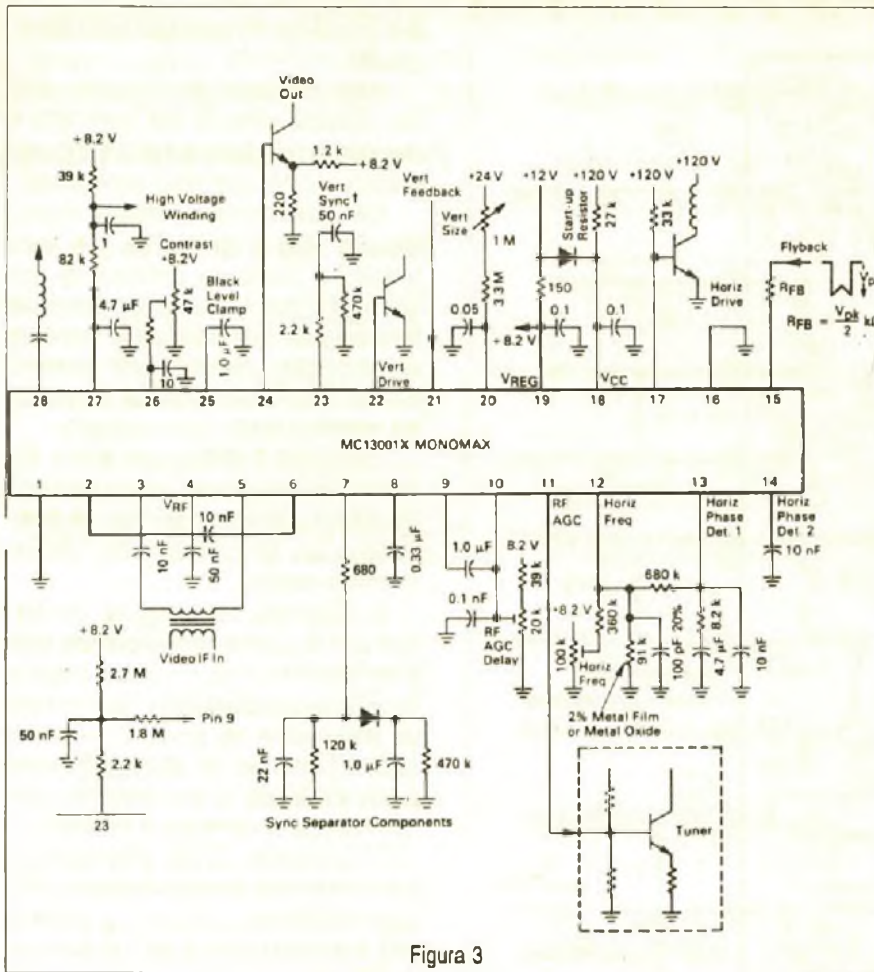 Video
Out
+8.2 V
39 k
High Voltage
Winding
1
82 k
4.7 µF
Contrast
+8.2V
47 k
10
Black
Level
Clamp
1.0 µF
1.2 k
+8.2 V
220
Vert
Sync†
50 nF
2.2 k
470 k
Vert
Drive
Vert
Feedback
+24 V
Vert
Size
1 M
3.3 M
0.05
+8.2 V
+12V
Start-up
Resistor
150
0.1
+120 V
27 k
0.1
+120V
33 k
+120 V
Horiz
Drive
Flyback
Vp
RFB
RFB = Vpk/2 kΩ
VREG
VCC
28 27 26 25 24 23 22 21 20 19 18 17 16 15
MC13001X MONOMAX
1 2 3 4 5 6 7 8 9 10 11 12 13 14
VRF
10 nF
10 nF
50 nF
Video IF In
+8.2 V
2.7 M
50 nF
1.8 M
Pin 9
2.2 k
23
680
0.33 µF
22 nF
120 k
1.0 µF
470 k
Sync Separator Components
1.0 µF
0.1 nF
8.2 V
39 k
20 k
RF
AGC
Delay
RF
AGC
Horiz
Freq
+8.2 V
100 k
Horiz
Freq
360 k
91 k
680 k
100 pF 20%
2% Metal Film
or Metal Oxide
Horiz
Phase
Det. 1
8.2 k
4.7 µF
10 nF
Horiz
Phase
Det. 2
10 nF
Tuner
Figura 3